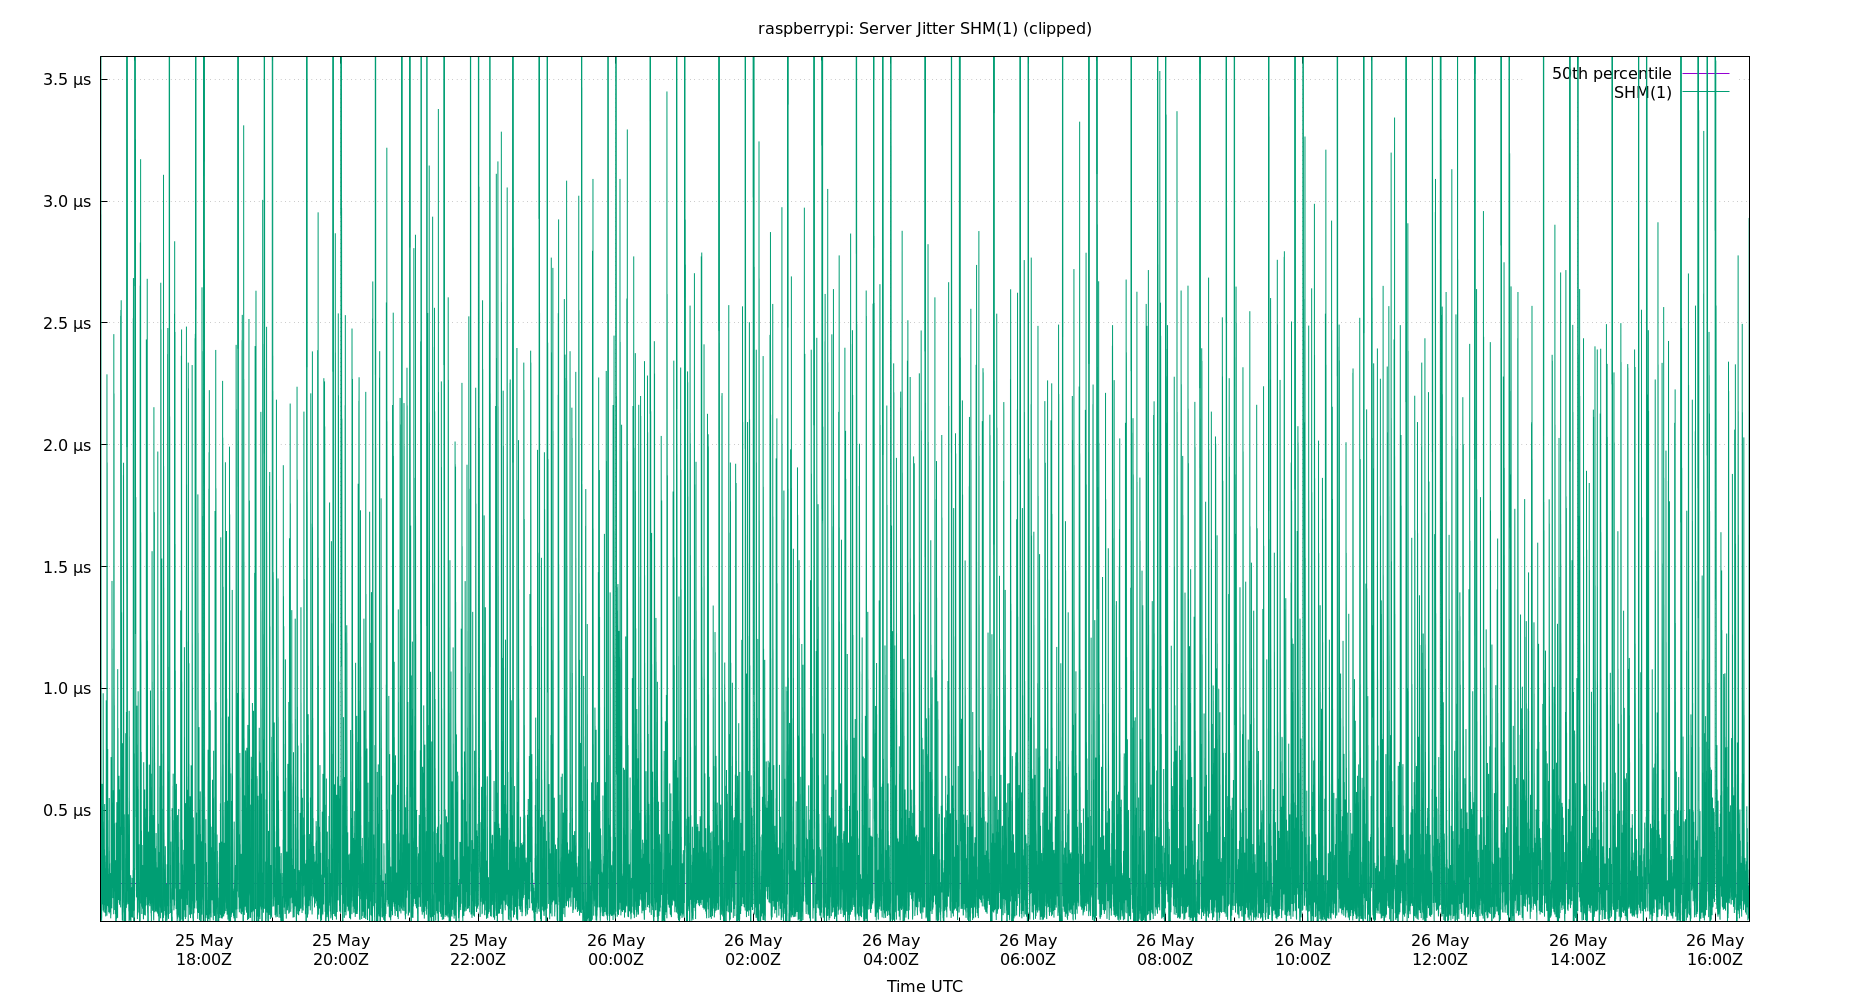 raspberrypi: Server Jitter SHM(1) (clipped)
50th percentile
SHM(1)
3.5 μs
3.0 μs
2.5 μs
2.0 μs
1.5 μs
1.0 μs
0.5 μs
25 May 25 May 25 May 26 May 26 May 26 May 26 May 26 May 26 May 26 May 26 May 26 May
18:00Z 20:00Z 22:00Z 00:00Z 02:00Z 04:00Z 06:00Z 08:00Z 10:00Z 12:00Z 14:00Z 16:00Z
Time UTC